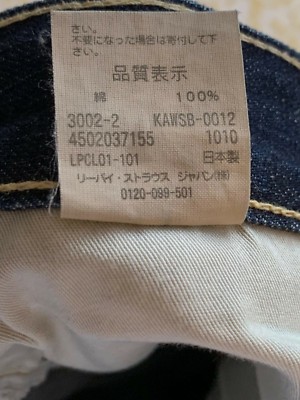 さい。
不要になった場合は寄付して下
さい。
品質表示
綿 100%
3002-2 KAWSB-0012
4502037155 1010
LPCL01-101 日本製
リーバイ・ストラウス ジャパン㈱
0120-099-501